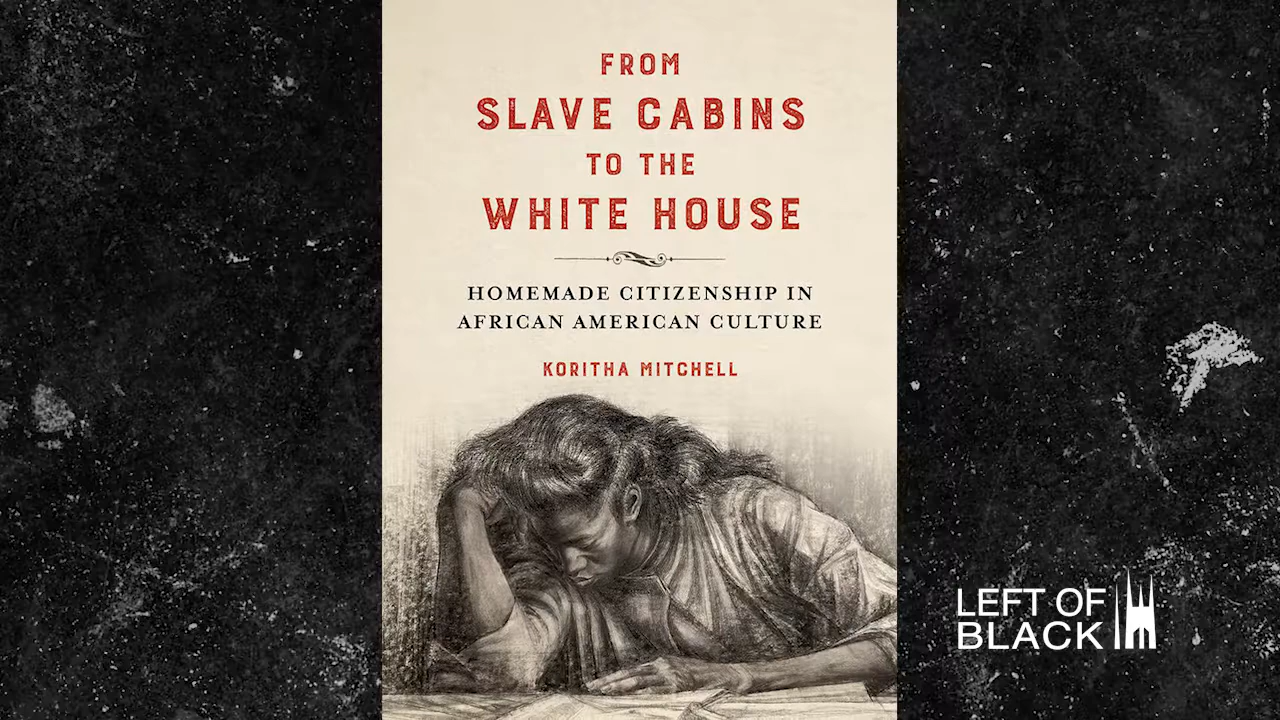 FROM
SLAVE CABINS
TO THE
WHITE HOUSE
HOMEMADE CITIZENSHIP IN
AFRICAN AMERICAN CULTURE
KORITHA MITCHELL
LEFT OF
BLACK